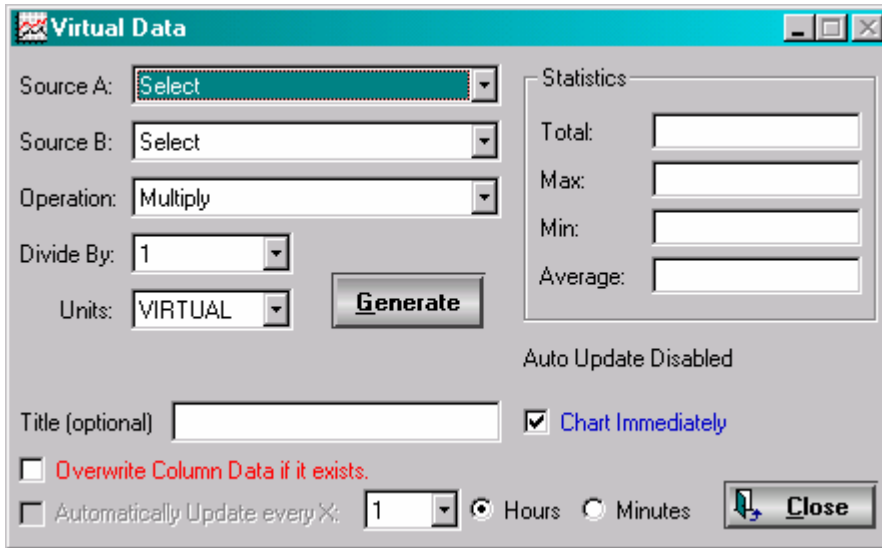 Virtual Data
Source A: Select
Source B: Select
Operation: Multiply
Divide By: 1
Units: VIRTUAL
Generate
Statistics
Total:
Max:
Min:
Average:
Auto Update Disabled
Title (optional)
Chart Immediately
Overwrite Column Data if it exists.
Automatically Update every X: 1 Hours Minutes
Close